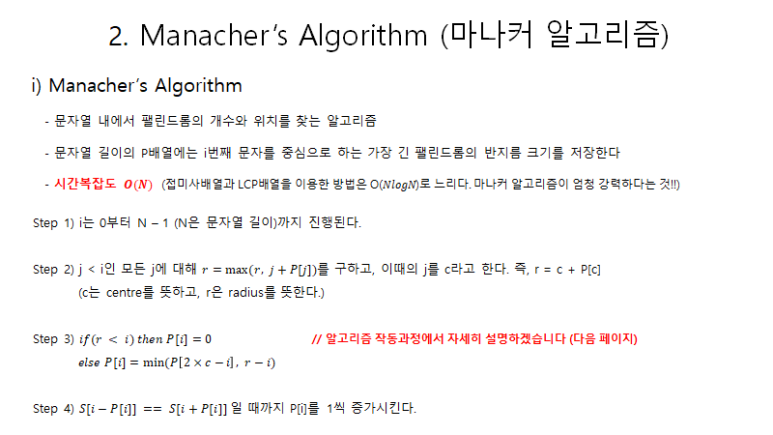 2. Manacher's Algorithm (마나커 알고리즘)
i) Manacher's Algorithm
- 문자열 내에서 팰린드롬의 개수와 위치를 찾는 알고리즘
- 문자열 길이의 P배열에는 i번째 문자를 중심으로 하는 가장 긴 팰린드롬의 반지름 크기를 저장한다
- 시간복잡도 O(N) (접미사배열과 LCP배열을 이용한 방법은 O(NlogN)로 느리다. 마나커 알고리즘이 엄청 강력하다는 것!!)
Step 1) i는 0부터 N – 1 (N은 문자열 길이)까지 진행된다.
Step 2) j < i인 모든 j에 대해 r = max(r, j + P[j])를 구하고, 이때의 j를 c라고 한다. 즉, r = c + P[c]
(c는 centre를 뜻하고, r은 radius를 뜻한다.)
Step 3) if(r < i) then P[i] = 0 // 알고리즘 작동과정에서 자세히 설명하겠습니다 (다음 페이지)
else P[i] = min(P[2 × c − i], r − i)
Step 4) S[i − P[i]] == S[i + P[i]] 일 때까지 P[i]를 1씩 증가시킨다.